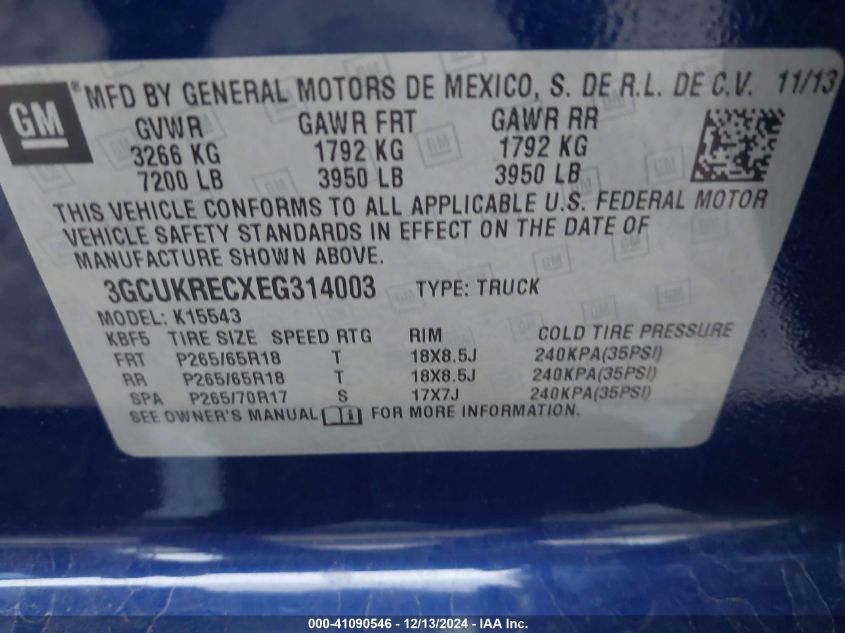 GM
® MFD BY GENERAL MOTORS DE MEXICO, S. DE R.L. DE C.V. 11/13
GVWR GAWR FRT GAWR RR
3266 KG 1792 KG 1792 KG
7200 LB 3950 LB 3950 LB
THIS VEHICLE CONFORMS TO ALL APPLICABLE U.S. FEDERAL MOTOR
VEHICLE SAFETY STANDARDS IN EFFECT ON THE DATE OF
MANUFACTURE SHOWN ABOVE.
3GCUKRECXEG314003 TYPE: TRUCK
MODEL: K15543
KBF5 TIRE SIZE SPEED RTG RIM COLD TIRE PRESSURE
FRT P265/65R18 T 18X8.5J 240KPA(35PSI)
RR P265/65R18 T 18X8.5J 240KPA(35PSI)
SPA P265/70R17 S 17X7J 240KPA(35PSI)
SEE OWNER'S MANUAL FOR MORE INFORMATION.
000-41090546 - 12/13/2024 - IAA Inc.